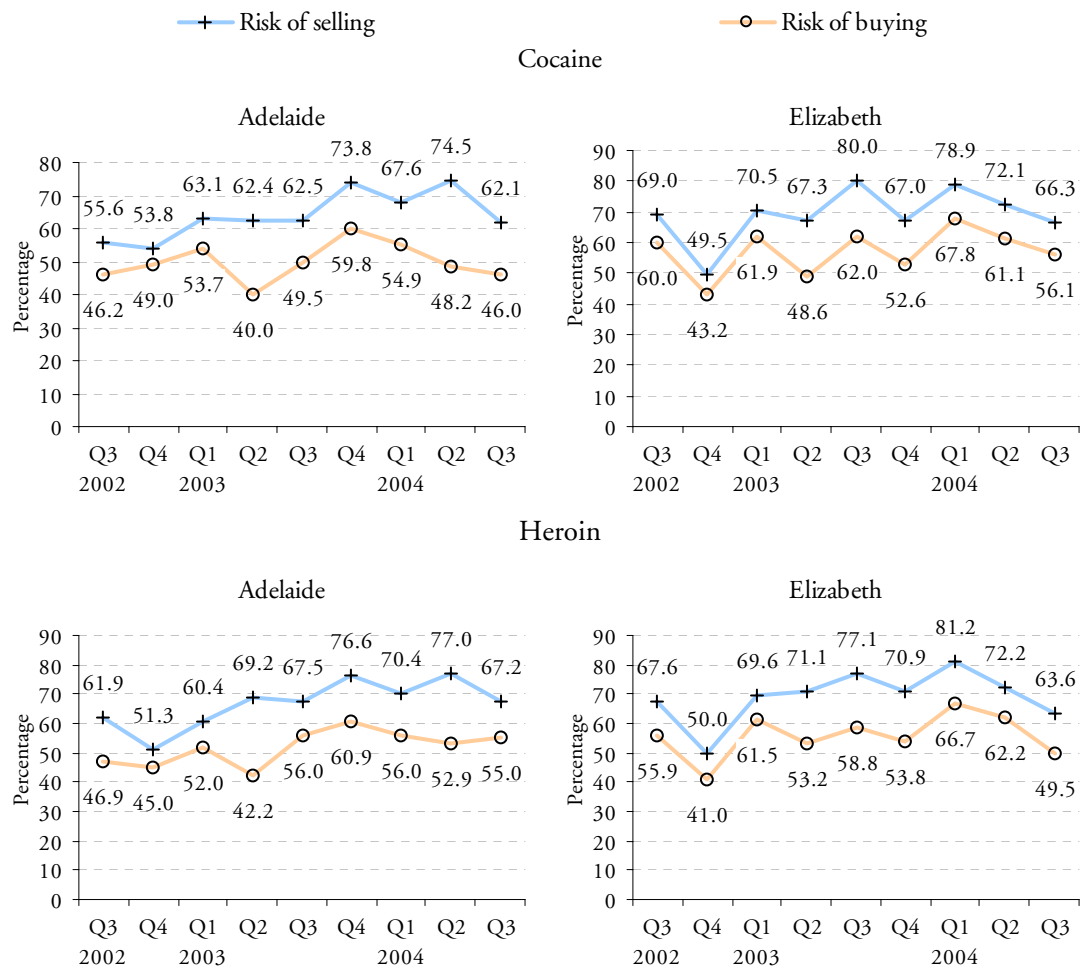 Risk of selling Risk of buying
Cocaine
Adelaide
Percentage
80
70
60
50
40
30
20
10
0
55.6 53.8 63.1 62.4 62.5 73.8 67.6 74.5 62.1
46.2 49.0 53.7 40.0 49.5 59.8 54.9 48.2 46.0
Q3 Q4 Q1 Q2 Q3 Q4 Q1 Q2 Q3
2002 2003 2004
Elizabeth
Percentage
90
80
70
60
50
40
30
20
10
0
69.0 49.5 70.5 67.3 80.0 67.0 78.9 72.1 66.3
60.0 43.2 61.9 48.6 62.0 52.6 67.8 61.1 56.1
Q3 Q4 Q1 Q2 Q3 Q4 Q1 Q2 Q3
2002 2003 2004
Heroin
Adelaide
Percentage
90
80
70
60
50
40
30
20
10
0
61.9 51.3 60.4 69.2 67.5 76.6 70.4 77.0 67.2
46.9 45.0 52.0 42.2 56.0 60.9 56.0 52.9 55.0
Q3 Q4 Q1 Q2 Q3 Q4 Q1 Q2 Q3
2002 2003 2004
Elizabeth
Percentage
90
80
70
60
50
40
30
20
10
0
67.6 50.0 69.6 71.1 77.1 70.9 81.2 72.2 63.6
55.9 41.0 61.5 53.2 58.8 53.8 66.7 62.2 49.5
Q3 Q4 Q1 Q2 Q3 Q4 Q1 Q2 Q3
2002 2003 2004